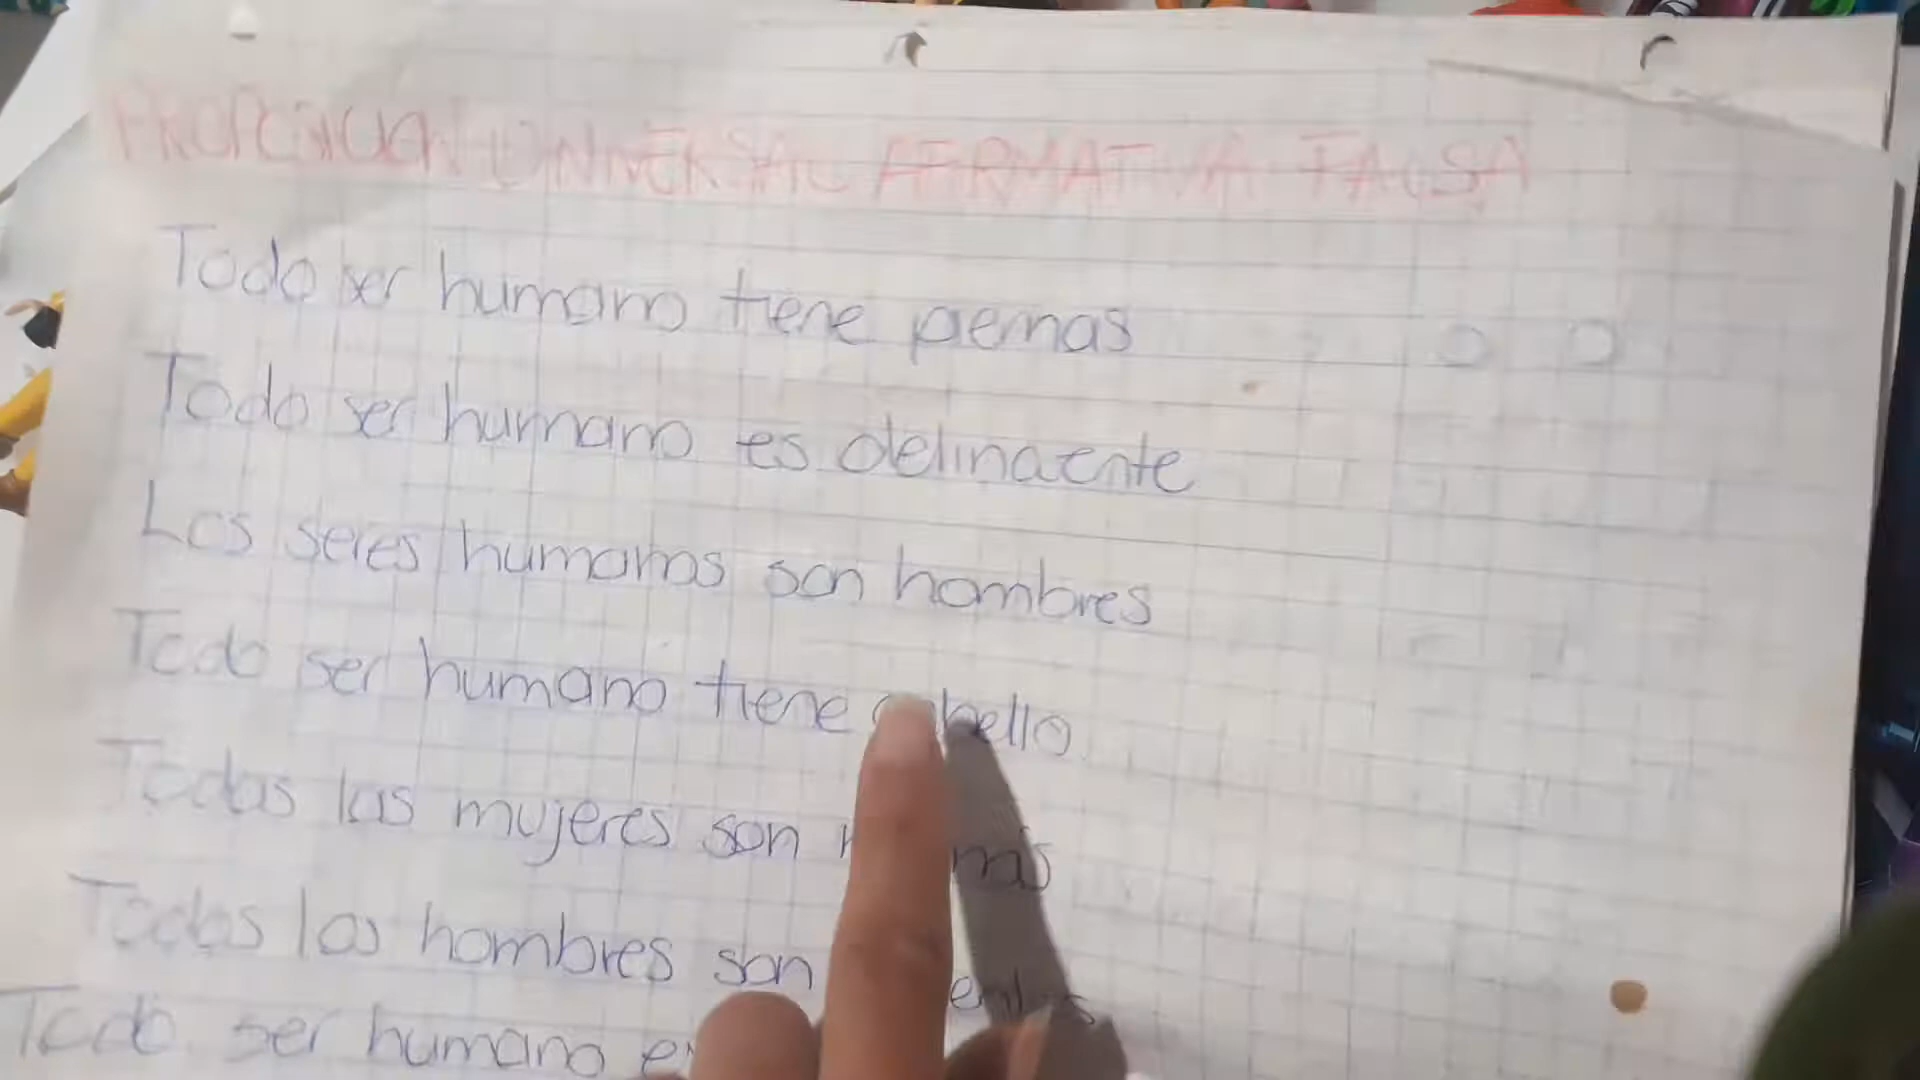 PROPOSICION UNIVERSAL AFIRMATIVA FALSA
Todo ser humano tiene piernas
Todo ser humano es delincuente
Los seres humanos son hombres
Todo ser humano tiene cabello
Todas las mujeres son
Todos los hombres son
Todo ser humano